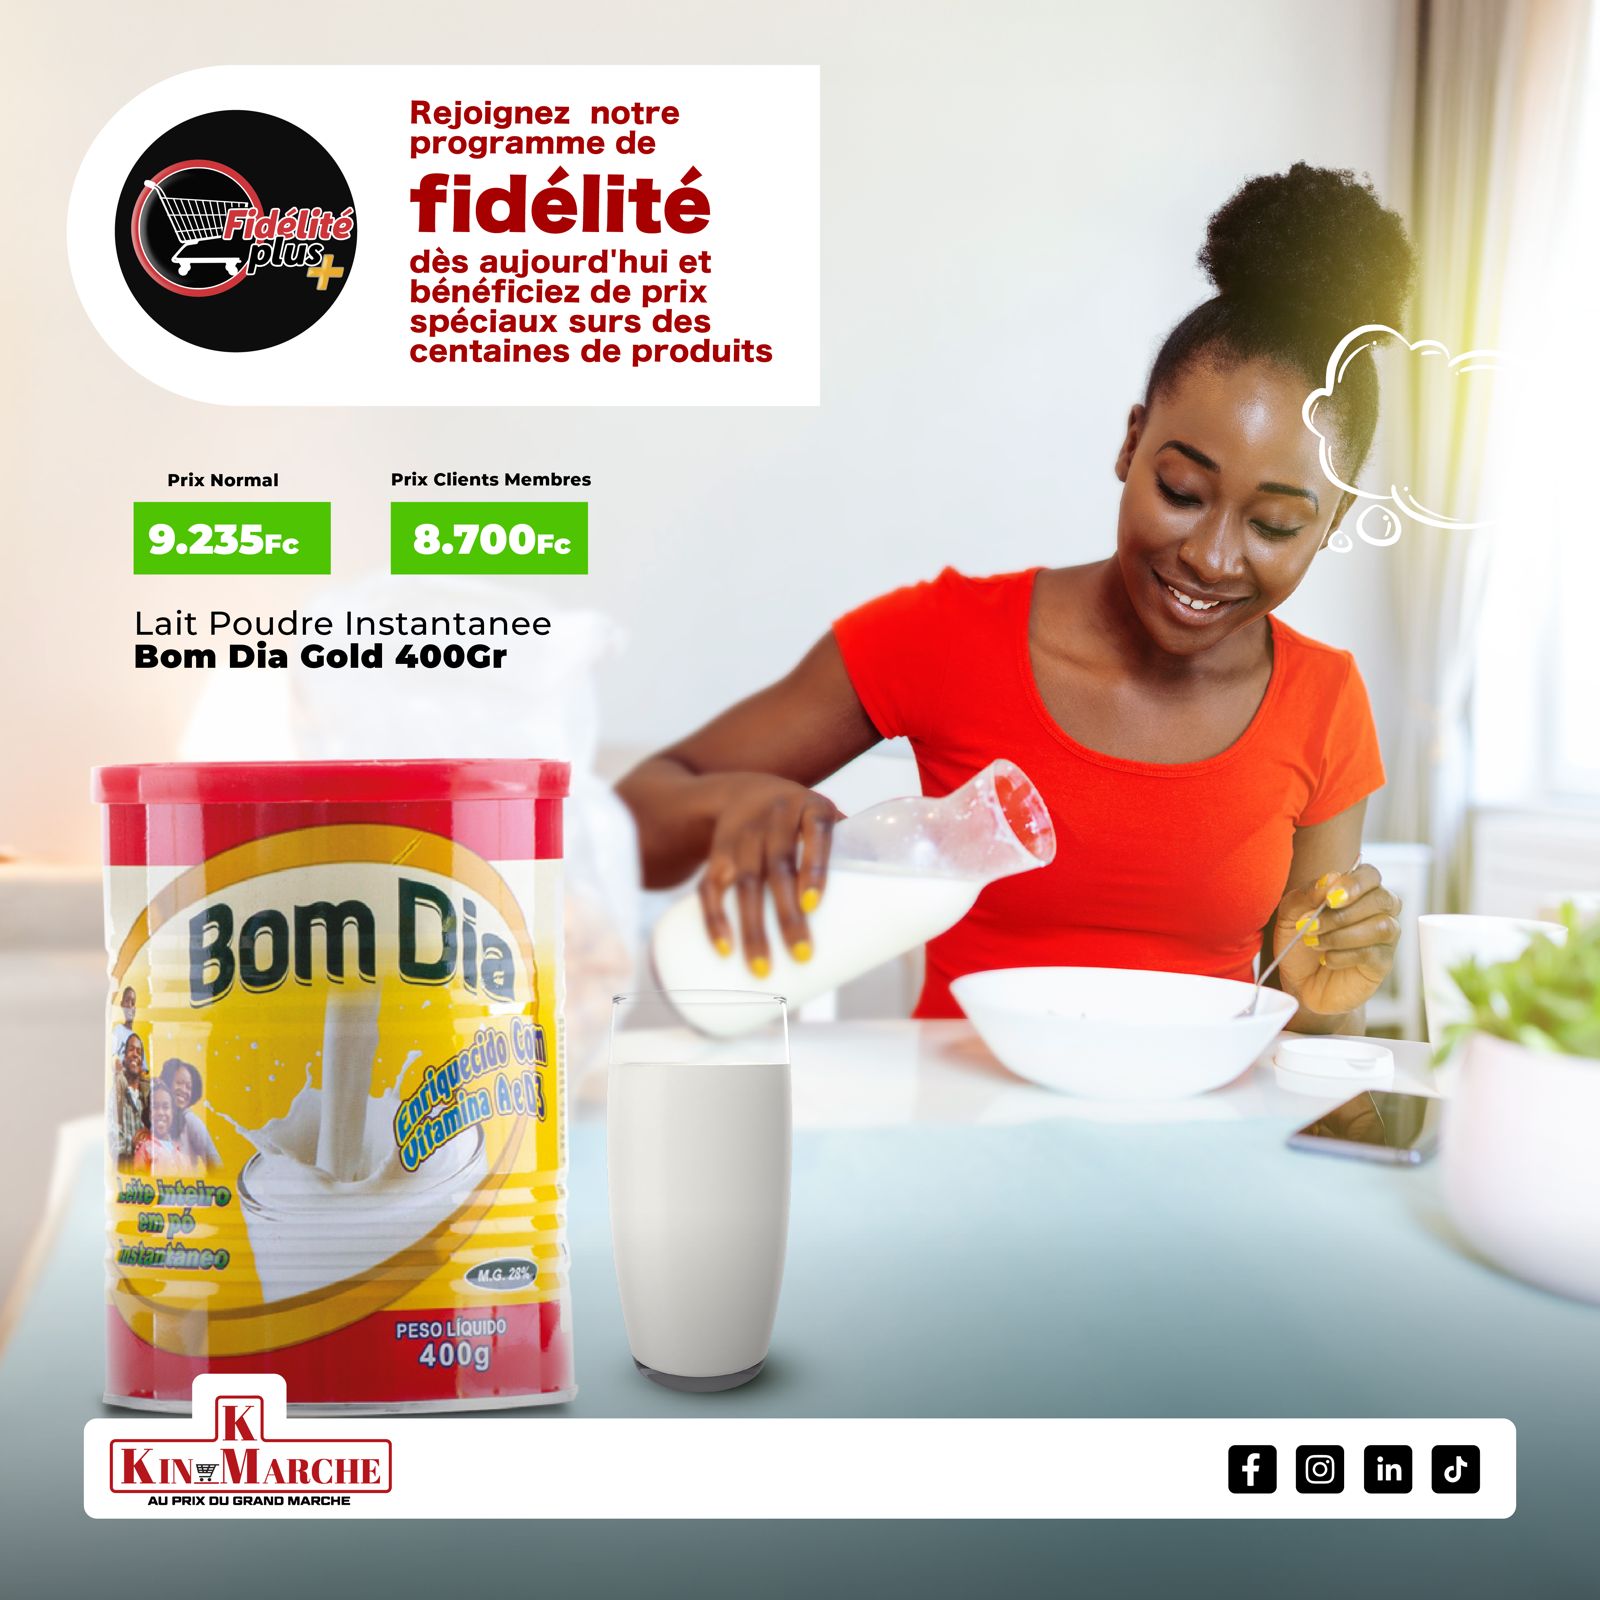 Fidélité
plus
+
Rejoignez notre
programme de
fidélité
dès aujourd'hui et
bénéficiez de prix
spéciaux surs des
centaines de produits
Prix Normal
9.235Fc
Prix Clients Membres
8.700Fc
Lait Poudre Instantanee
Bom Dia Gold 400Gr
Bom Dia
Enriquecido Com
Vitamina A e D3
Leite inteiro
em pó
instantâneo
M.G. 28%
PESO LÍQUIDO
400g
K
KIN MARCHE
AU PRIX DU GRAND MARCHE